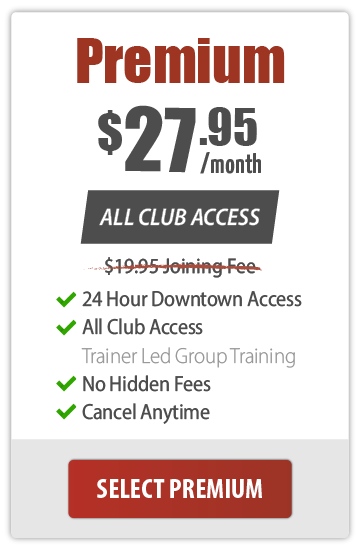 Premium
$27.95
/month
ALL CLUB ACCESS
$19.95 Joining Fee
24 Hour Downtown Access
All Club Access
Trainer Led Group Training
No Hidden Fees
Cancel Anytime
SELECT PREMIUM